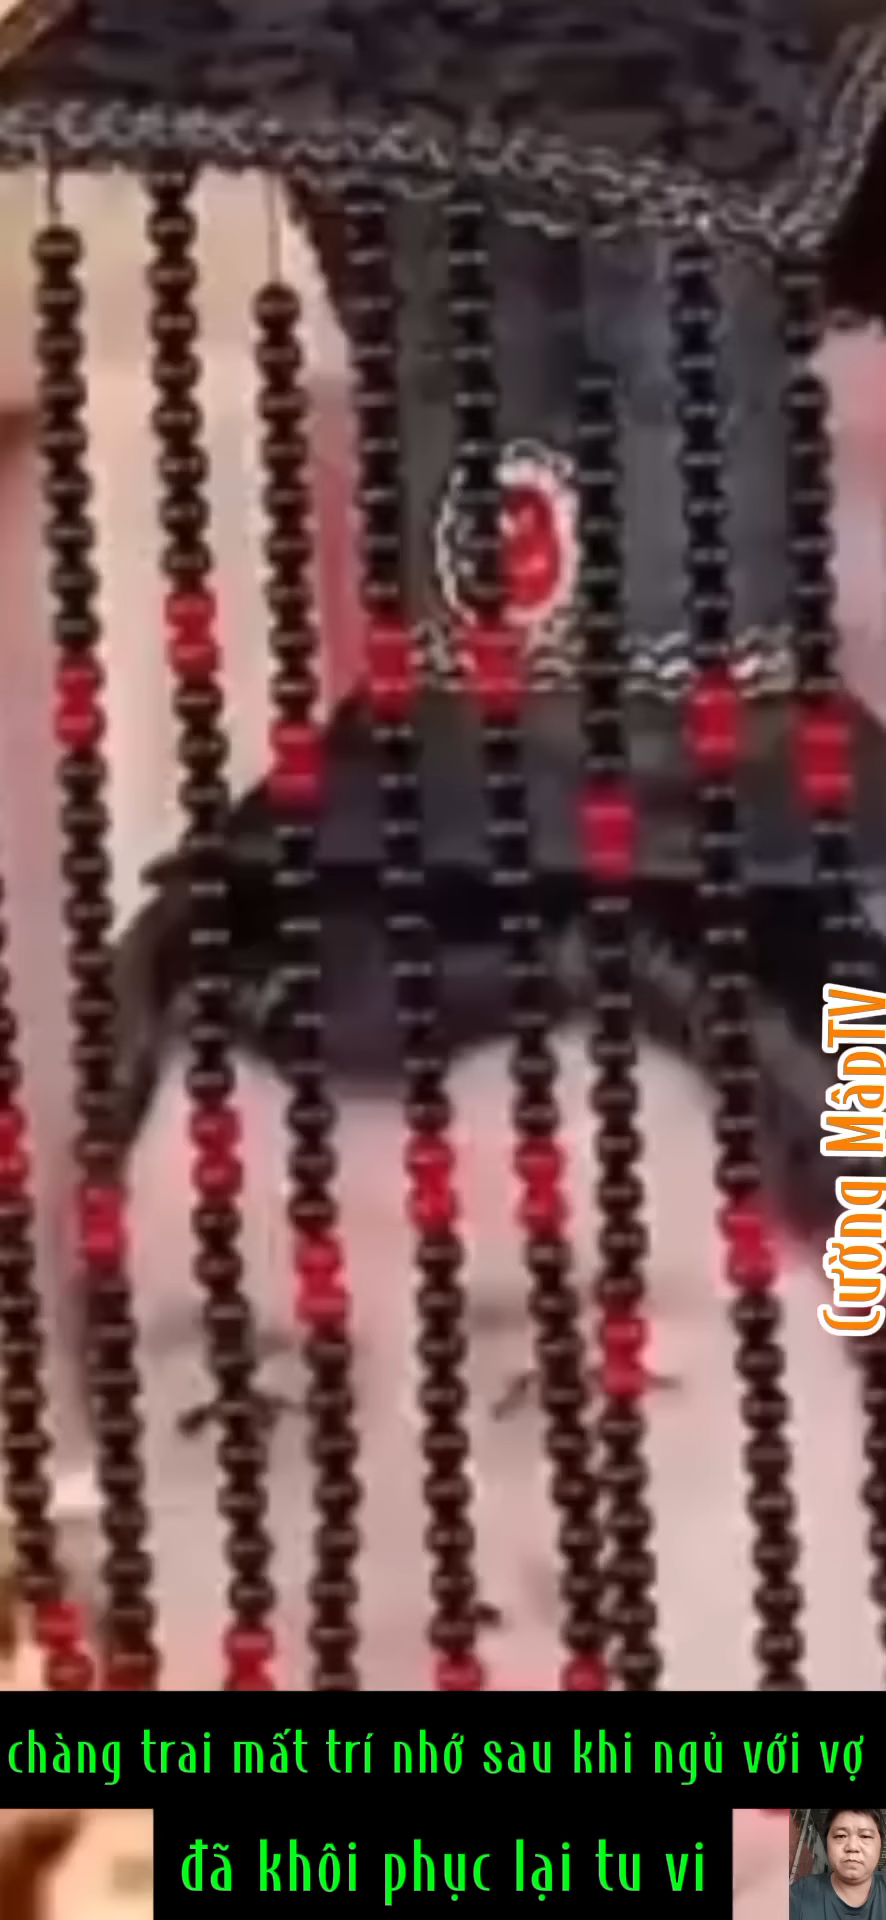 Cường MậpTV
chàng trai mất trí nhớ sau khi ngủ với vợ
đã khôi phục lại tu vi